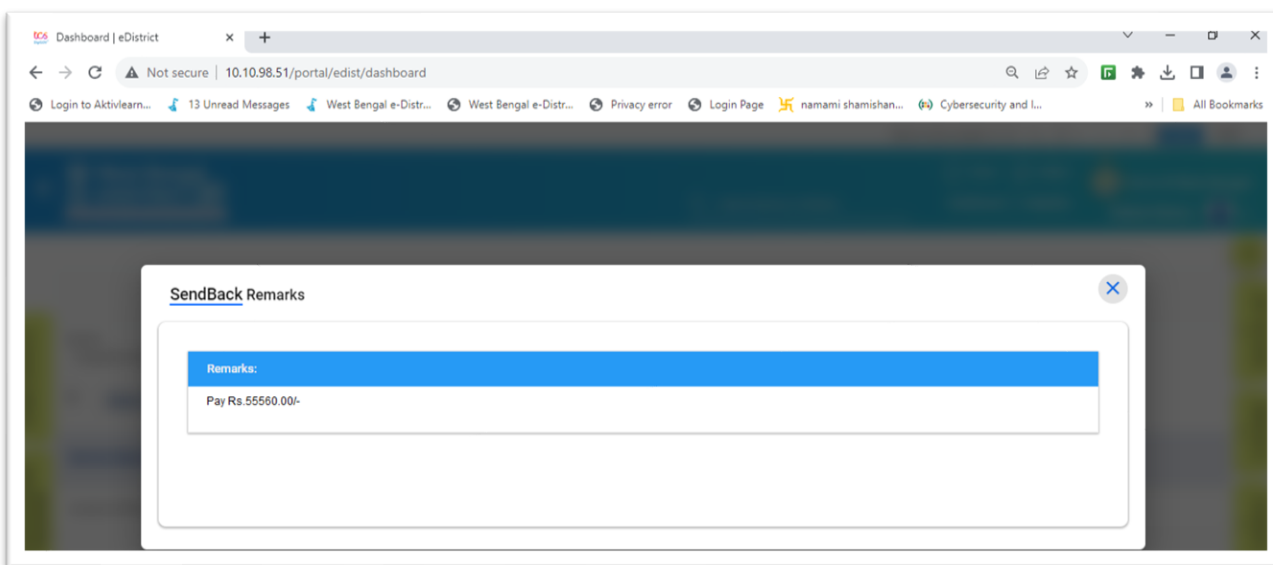 Dashboard | eDistrict
Not secure | 10.10.98.51/portal/edist/dashboard
Login to Aktivlearn... 13 Unread Messages West Bengal e-Distr... West Bengal e-Distr... Privacy error Login Page namami shamishan... Cybersecurity and I... » All Bookmarks
SendBack Remarks
Remarks:
Pay Rs.55560.00/-